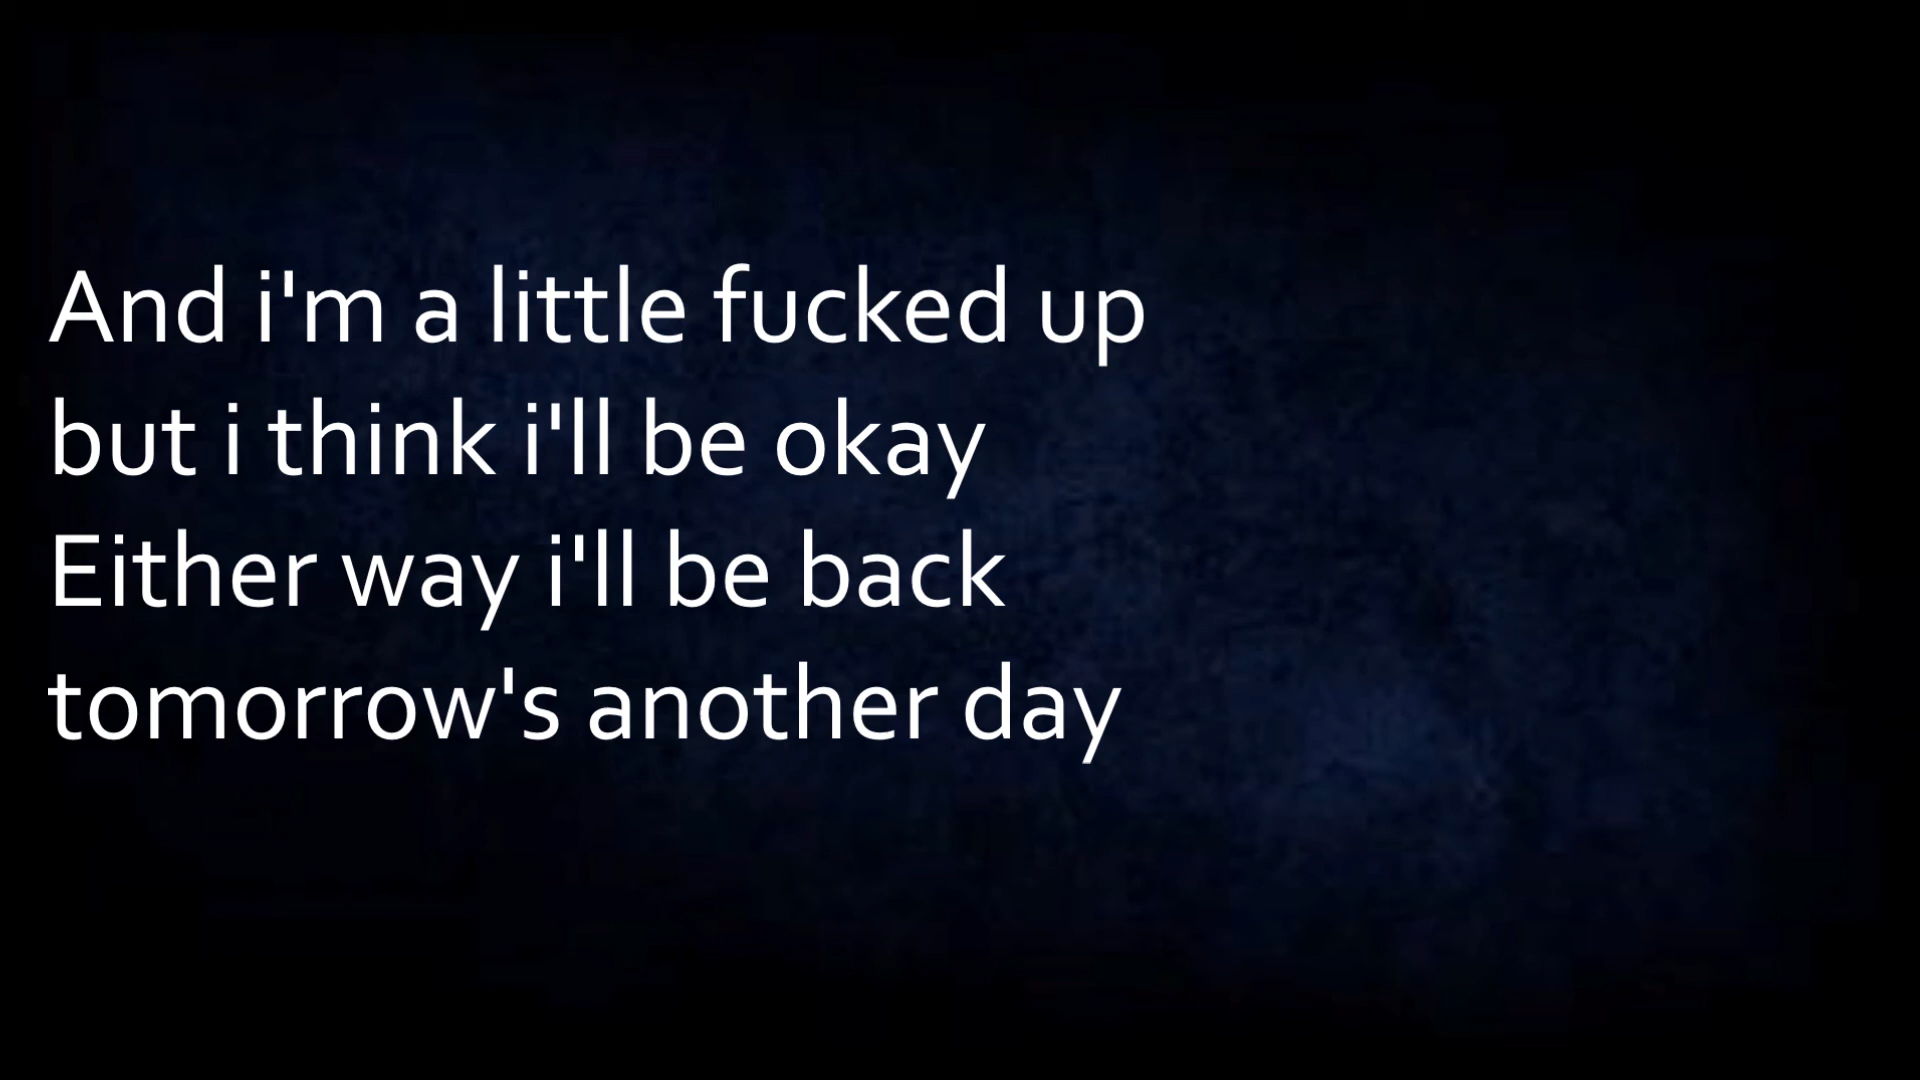 And i'm a little fucked up
but i think i'll be okay
Either way i'll be back
tomorrow's another day